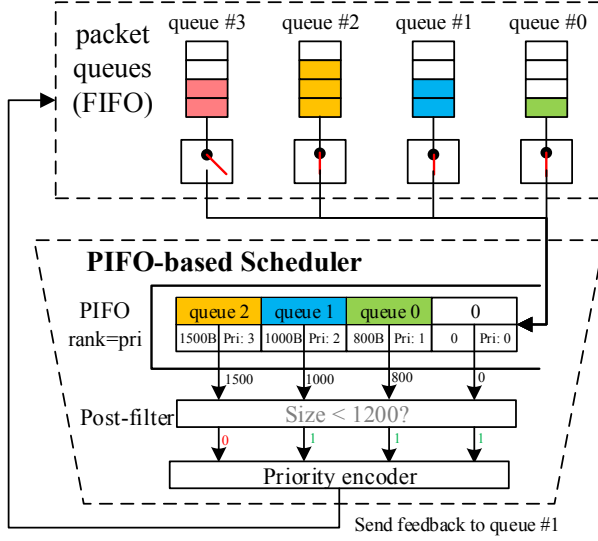 queue #3 queue #2 queue #1 queue #0
packet
queues
(FIFO)
PIFO-based Scheduler
PIFO
rank=pri
queue 2 queue 1 queue 0 0
1500B Pri: 3 1000B Pri: 2 800B Pri: 1 0 Pri: 0
1500 1000 800 0
Post-filter
Size < 1200?
0 1 1 1
Priority encoder
Send feedback to queue #1